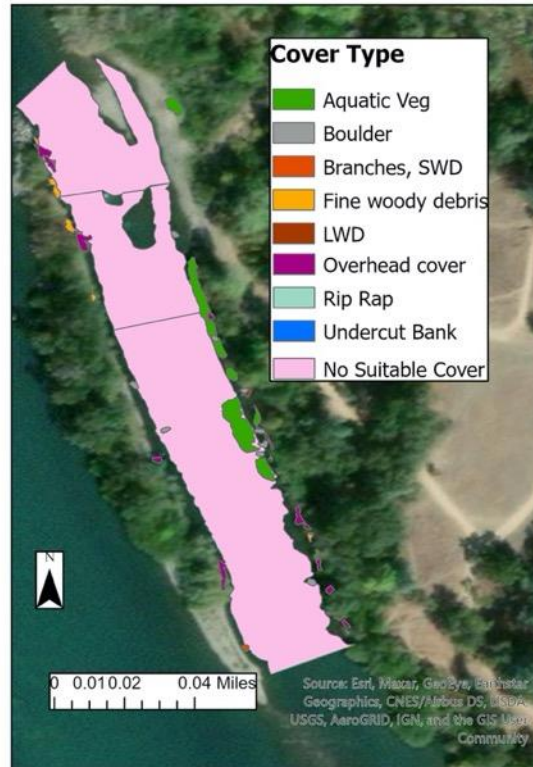 Cover Type
Aquatic Veg
Boulder
Branches, SWD
Fine woody debris
LWD
Overhead cover
Rip Rap
Undercut Bank
No Suitable Cover
N
0 0.010.02 0.04 Miles
Source: Esri, Maxar, GeoEye, Earthstar
Geographics, CNES/Airbus DS, USDA
USGS, AeroGRID, IGN, and the GIS User
Community